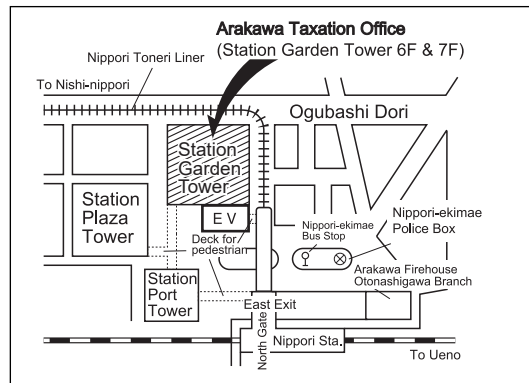 Arakawa Taxation Office
(Station Garden Tower 6F & 7F)
Nippori Toneri Liner
To Nishi-nippori
Ogubashi Dori
Station
Garden
Tower
Station
Plaza
Tower
E V
Deck for
pedestrian
Nippori-ekimae
Bus Stop
Nippori-ekimae
Police Box
Arakawa Firehouse
Otonashigawa Branch
Station
Port
Tower
East Exit
North Gate
Nippori Sta.
To Ueno